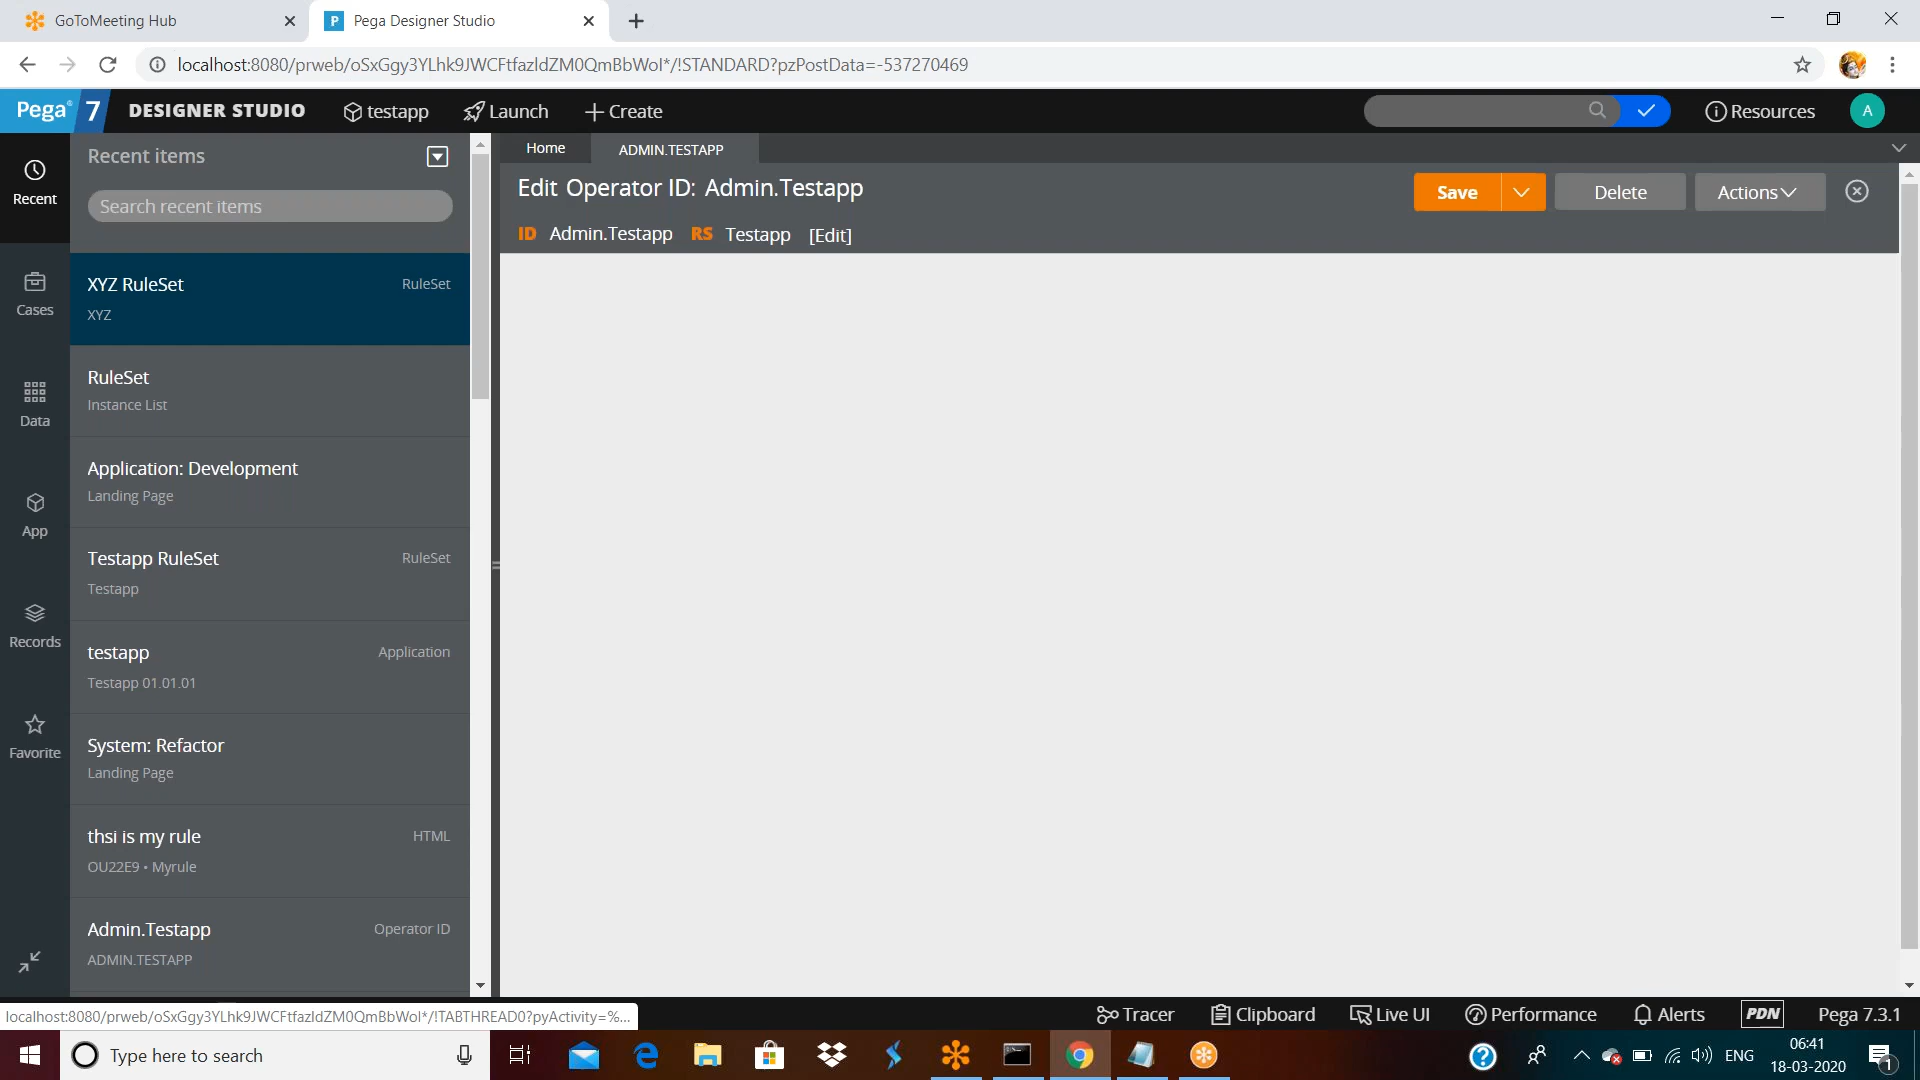 GoToMeeting Hub
P Pega Designer Studio
localhost:8080/prweb/oSxGgy3YLhk9JWCFtfazldZM0QmBbWoI*/!STANDARD?pzPostData=-537270469
Pega 7 DESIGNER STUDIO testapp Launch Create Resources A
Recent items
Search recent items
Recent
Cases
Data
App
Records
Favorite
XYZ RuleSet RuleSet
XYZ
RuleSet
Instance List
Application: Development
Landing Page
Testapp RuleSet RuleSet
Testapp
testapp Application
Testapp 01.01.01
System: Refactor
Landing Page
thsi is my rule HTML
OU22E9 • Myrule
Admin.Testapp Operator ID
ADMIN.TESTAPP
Home ADMIN.TESTAPP
Edit Operator ID: Admin.Testapp
Save Delete Actions
ID Admin.Testapp RS Testapp [Edit]
localhost:8080/prweb/oSxGgy3YLhk9JWCFtfazldZM0QmBbWoI*/!TABTHREAD0?pyActivity=%...
Tracer Clipboard Live UI Performance Alerts PDN Pega 7.3.1
Type here to search
ENG
06:41
18-03-2020
1